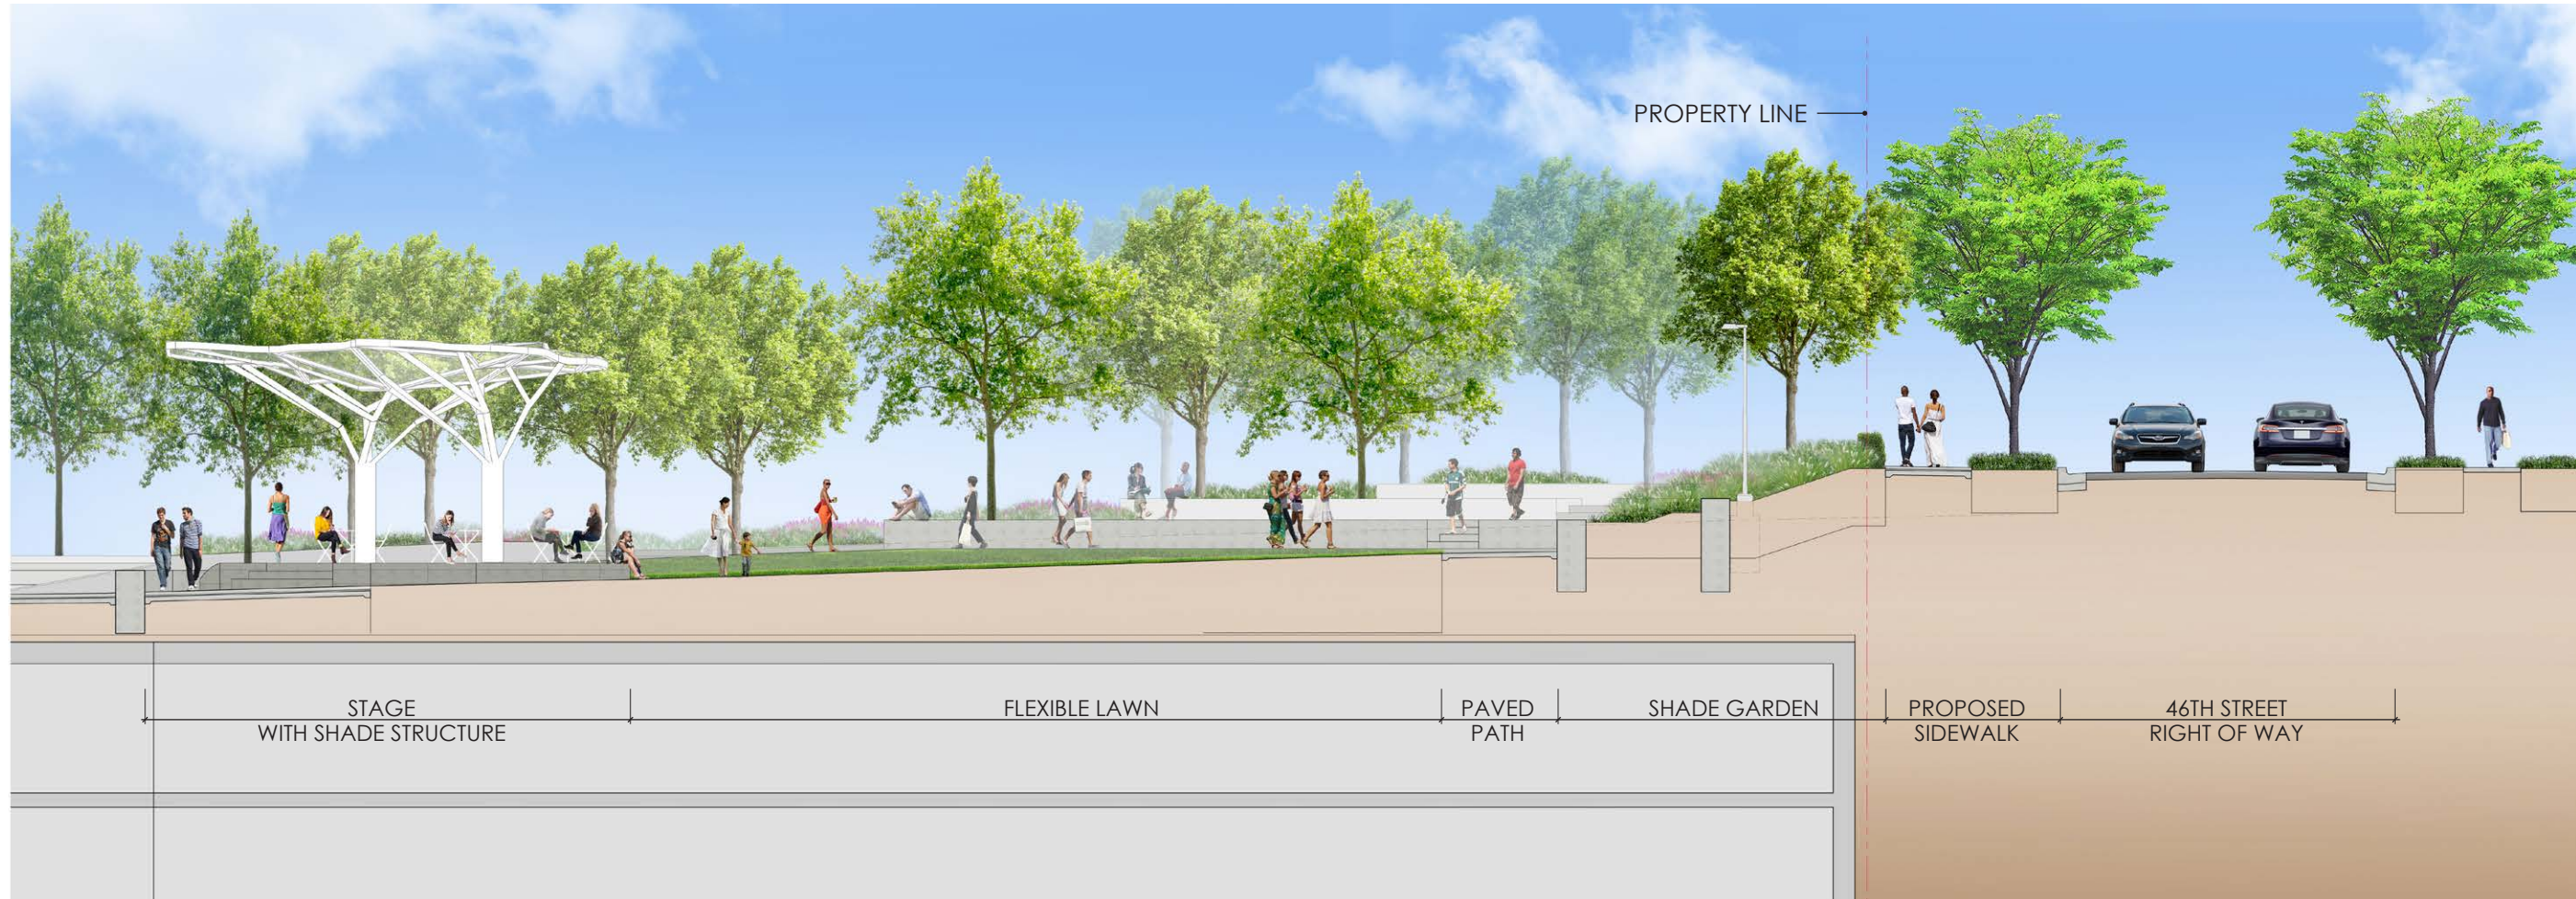 PROPERTY LINE
STAGE
WITH SHADE STRUCTURE
FLEXIBLE LAWN
PAVED
PATH
SHADE GARDEN
PROPOSED
SIDEWALK
46TH STREET
RIGHT OF WAY